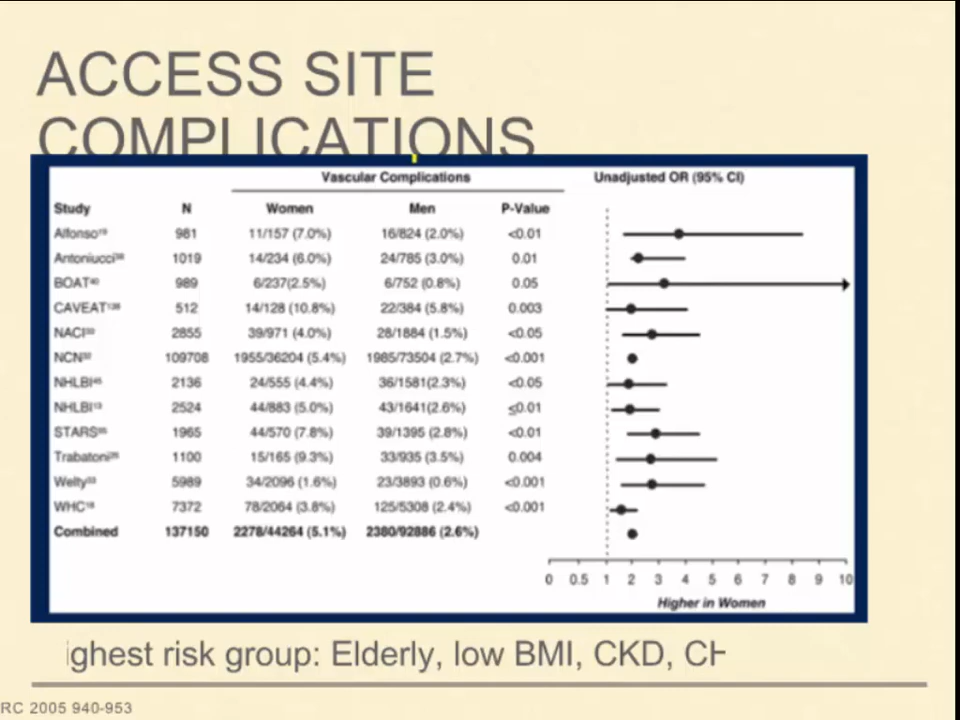 ACCESS SITE
COMPLICATIONS
Vascular Complications Unadjusted OR (95% CI)
Study N Women Men P-Value
Alfonso¹⁹ 981 11/157 (7.0%) 16/824 (2.0%) <0.01
Antoniucci 1019 14/234 (6.0%) 24/785 (3.0%) 0.01
BOAT⁴⁰ 989 6/237(2.5%) 6/752 (0.8%) 0.05
CAVEAT 512 14/128 (10.8%) 22/384 (5.8%) 0.003
NACI 2855 39/971 (4.0%) 28/1884 (1.5%) <0.05
NCN 109708 1955/36204 (5.4%) 1985/73504 (2.7%) <0.001
NHLBI 2136 24/555 (4.4%) 36/1581(2.3%) <0.05
NHLBI¹³ 2524 44/883 (5.0%) 43/1641(2.6%) ≤0.01
STARS 1965 44/570 (7.8%) 39/1395 (2.8%) <0.01
Trabatoni 1100 15/165 (9.3%) 33/935 (3.5%) 0.004
Welty 5989 34/2096 (1.6%) 23/3893 (0.6%) <0.001
WHC¹⁸ 7372 78/2064 (3.8%) 125/5308 (2.4%) <0.001
Combined 137150 2278/44264 (5.1%) 2380/92886 (2.6%)
0 0.5 1 2 3 4 5 6 7 8 9 10
Higher in Women
ighest risk group: Elderly, low BMI, CKD, CH
RC 2005 940-953